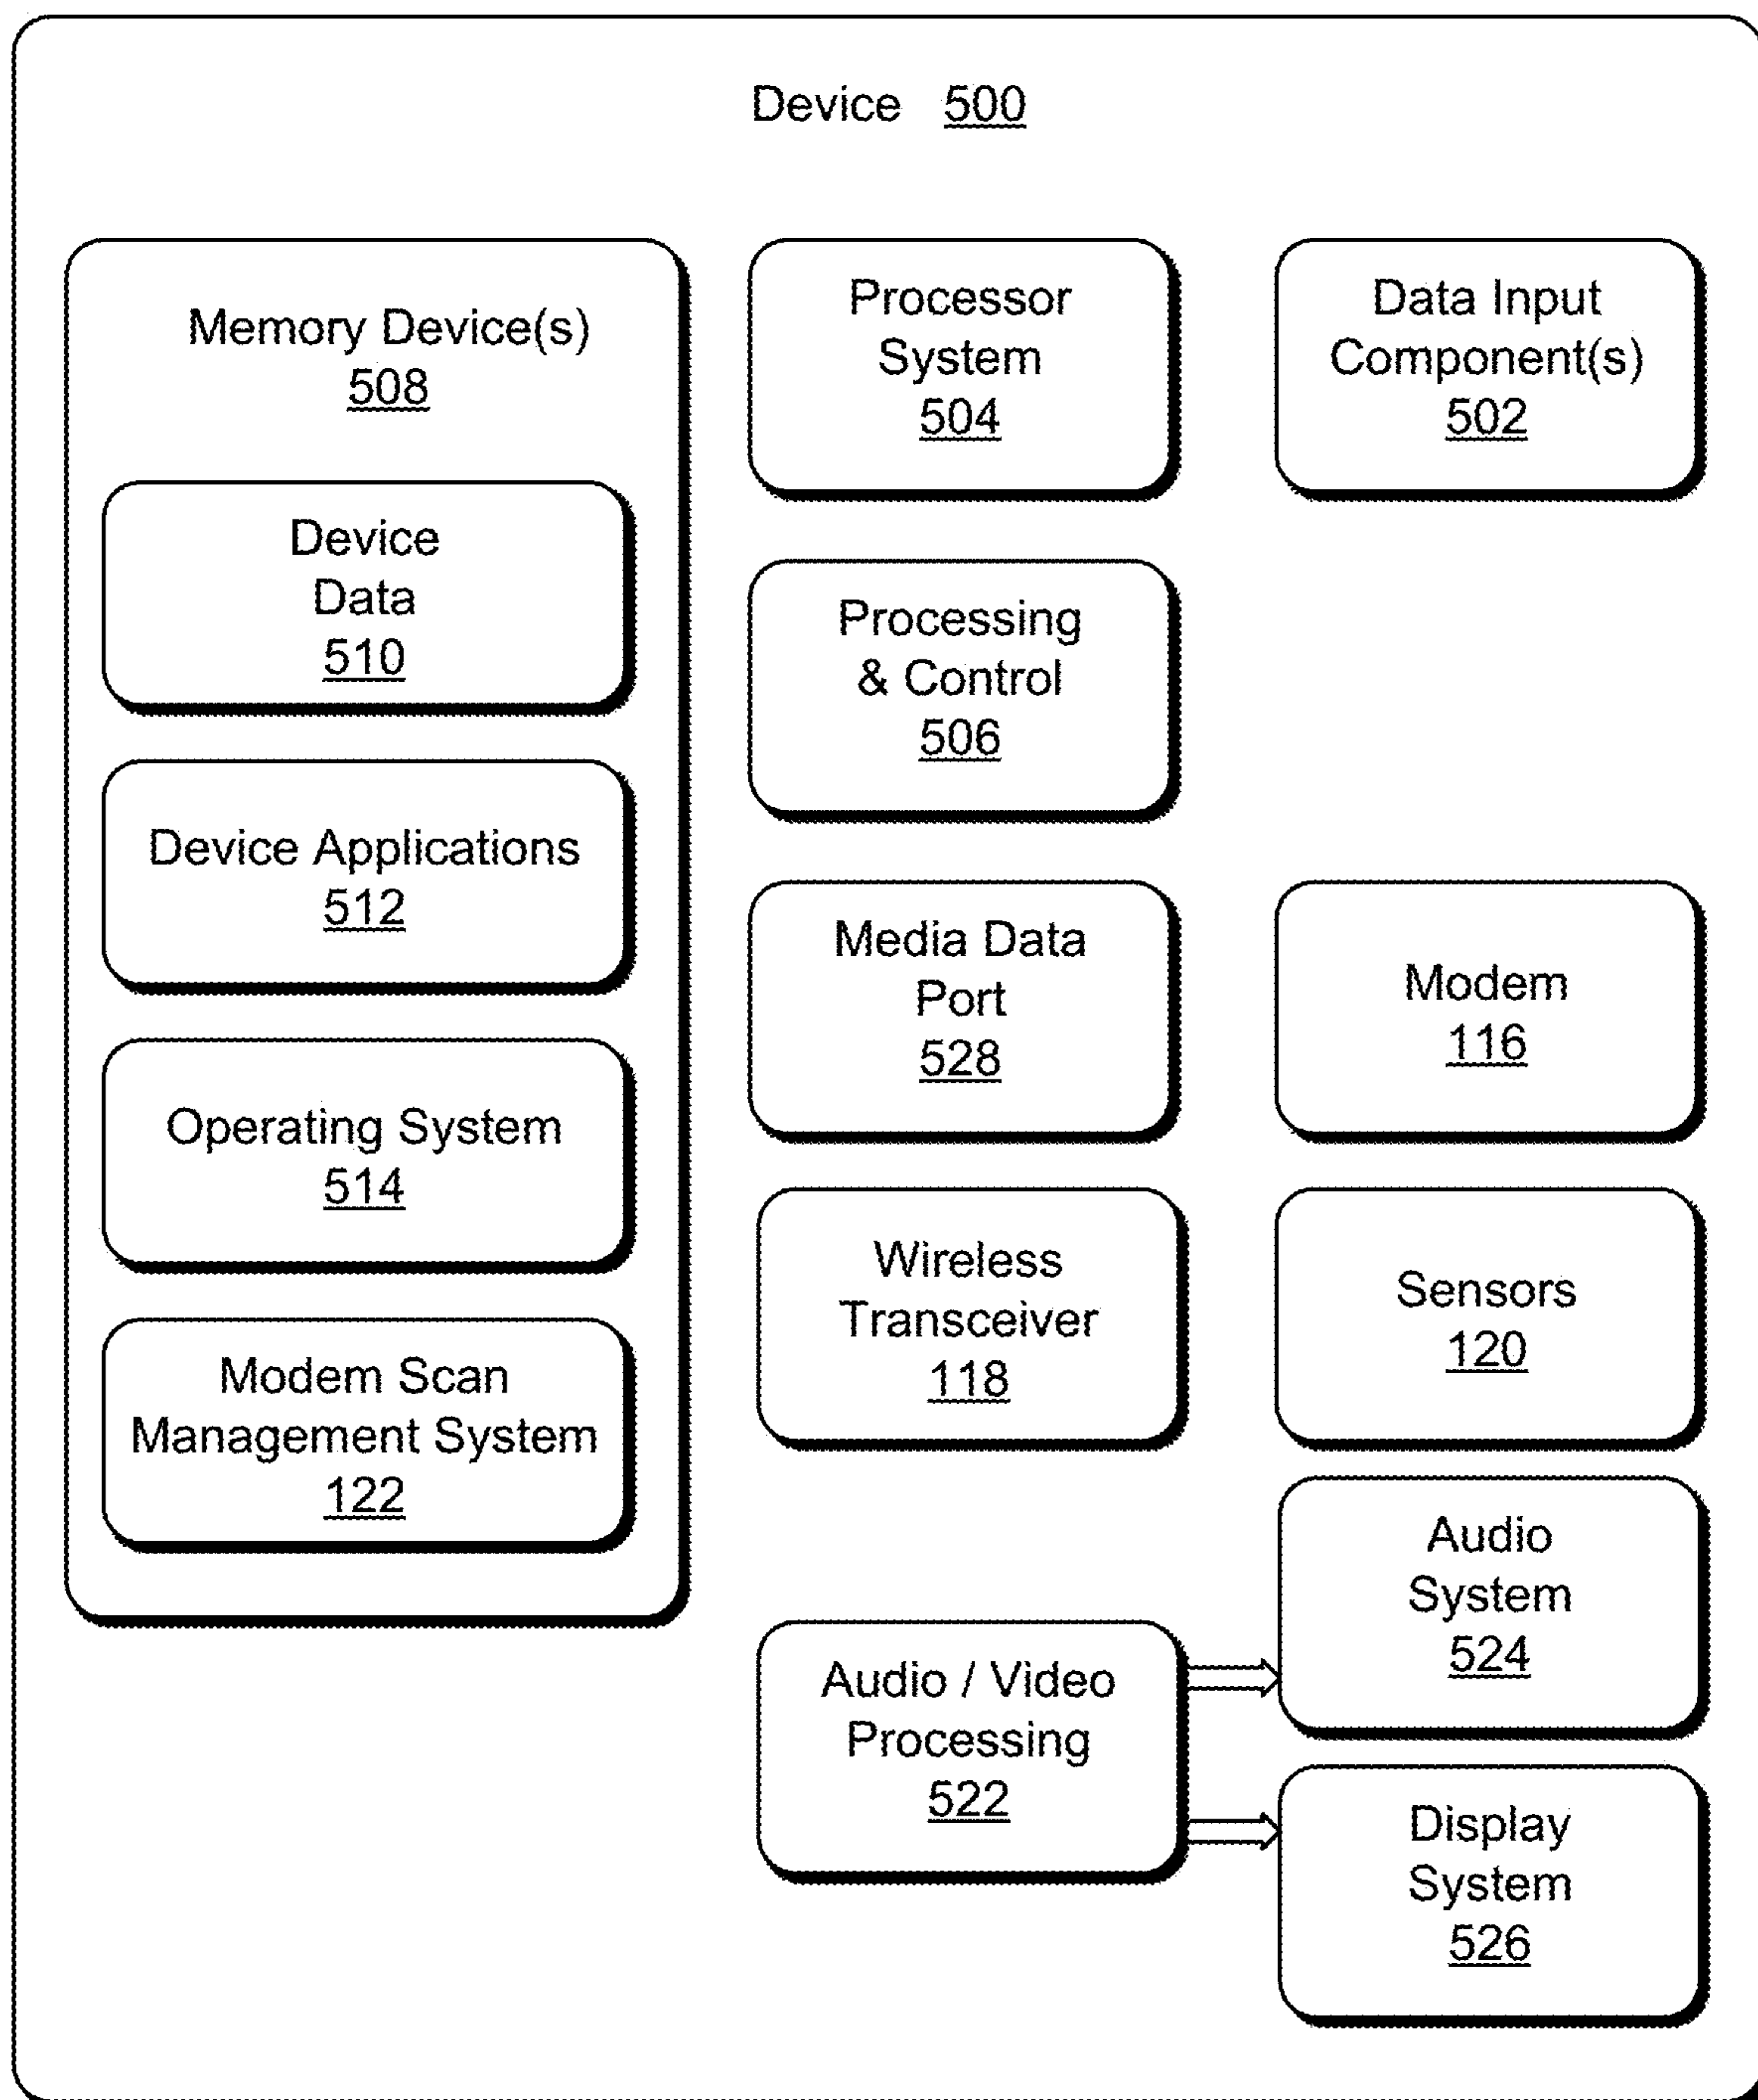 Device 500
Memory Device(s)
508
Device
Data
510
Device Applications
512
Operating System
514
Modem Scan
Management System
122
Processor
System
504
Data Input
Component(s)
502
Processing
& Control
506
Media Data
Port
528
Modem
116
Wireless
Transceiver
118
Sensors
120
Audio / Video
Processing
522
Audio
System
524
Display
System
526